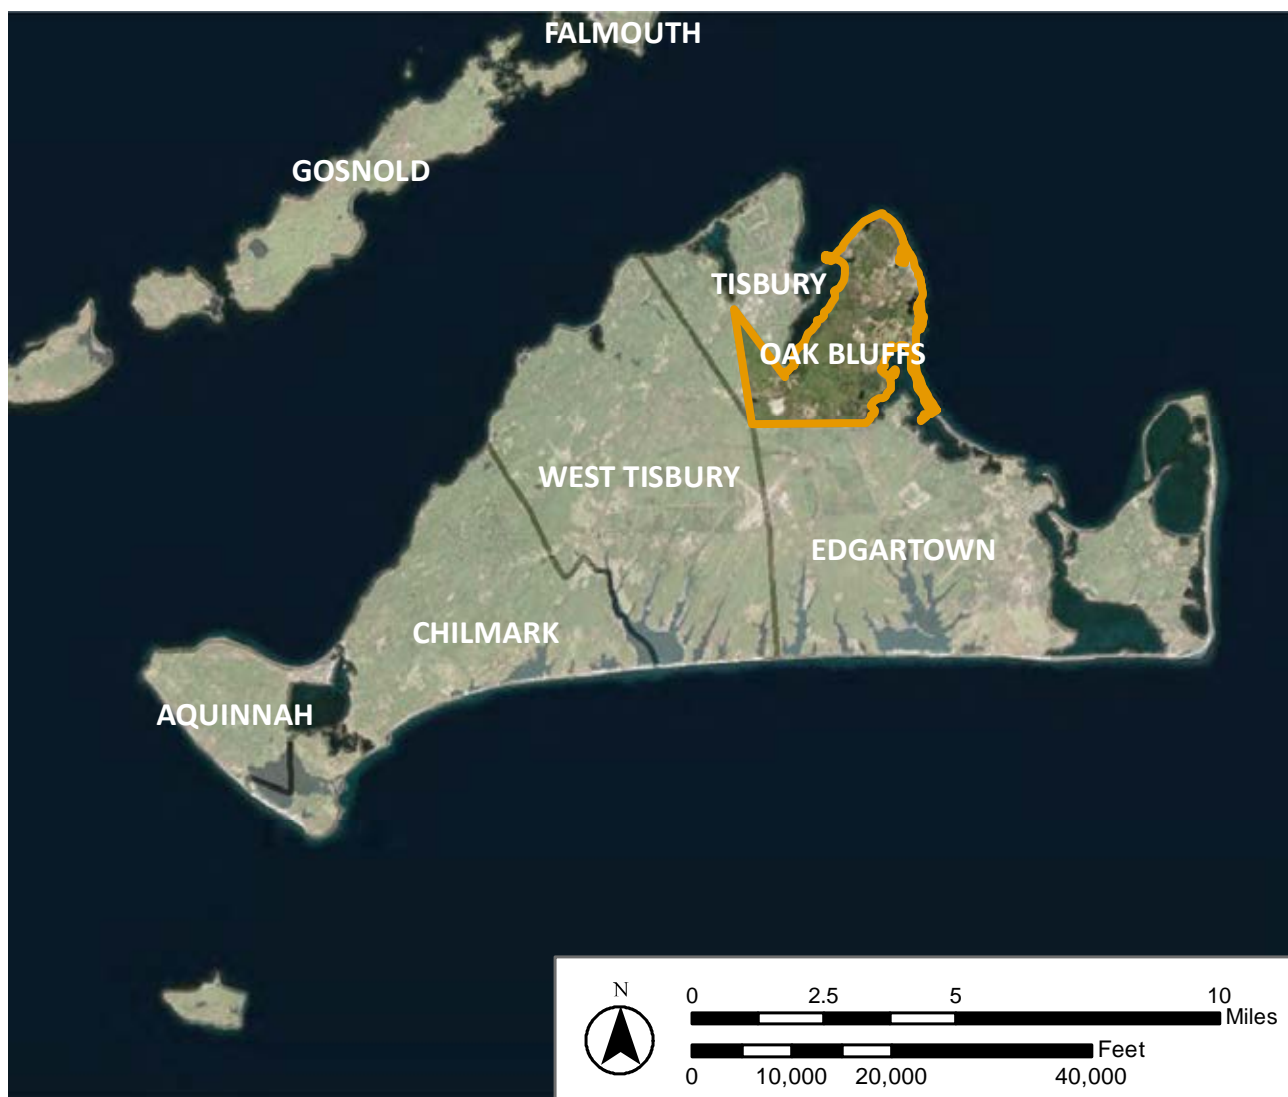 FALMOUTH
GOSNOLD
TISBURY
OAK BLUFFS
WEST TISBURY
EDGARTOWN
CHILMARK
AQUINNAH
N
0 2.5 5 10
Miles
Feet
0 10,000 20,000 40,000